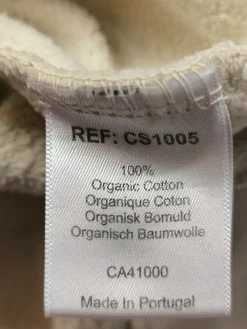 REF: CS1005
100%
Organic Cotton
Organique Coton
Organisk Bomuld
Organisch Baumwolle
CA41000
Made In Portugal